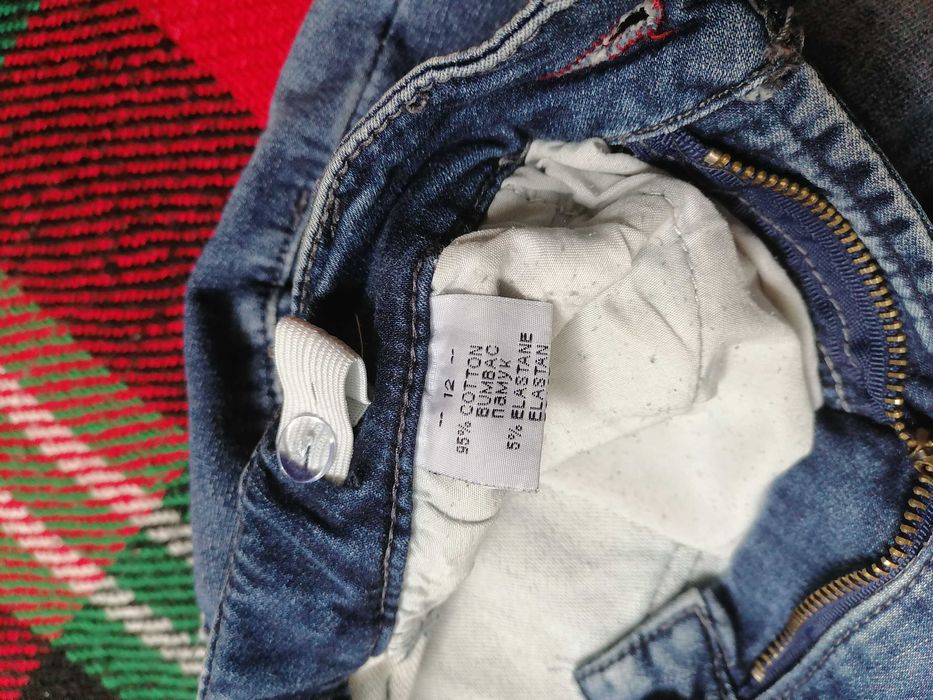 -- 12 --
95% COTTON
BUMBAC
памук
5% ELASTANE
ELASTAN